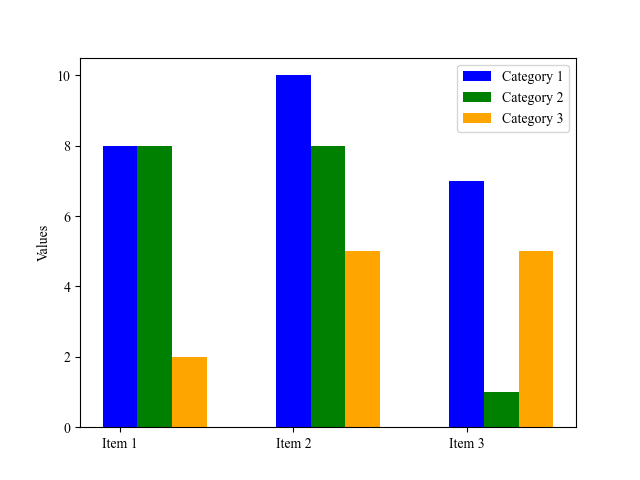 10
8
6
4
2
0
Values
Category 1
Category 2
Category 3
Item 1
Item 2
Item 3